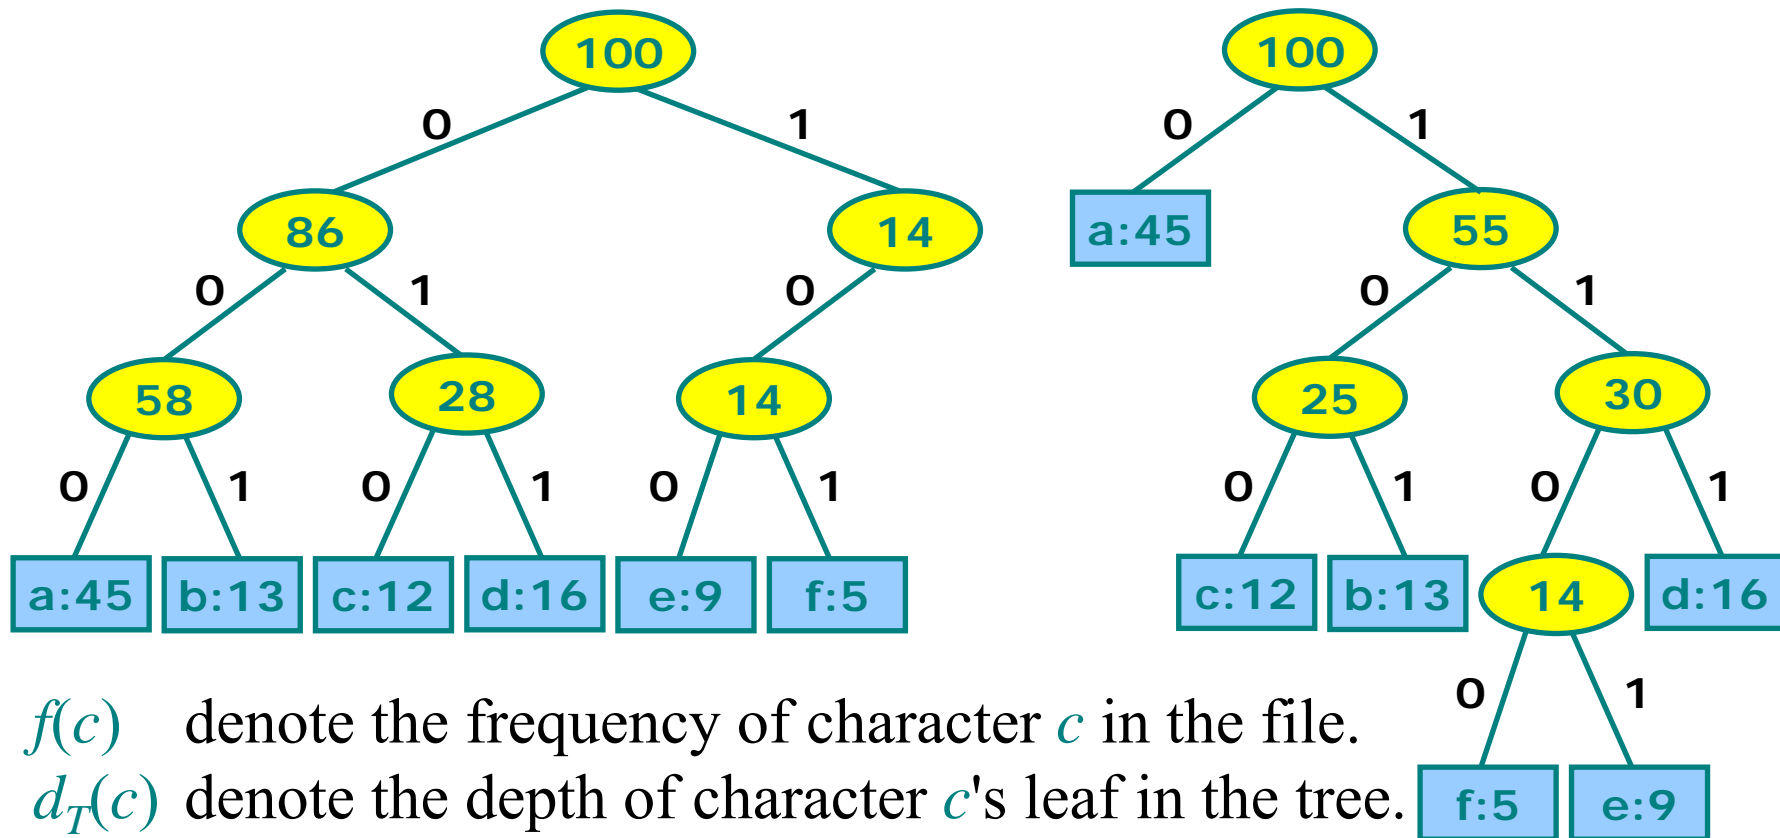 100
0 1
86 14
0 1 0
58 28 14
0 1 0 1 0 1
a:45 b:13 c:12 d:16 e:9 f:5
100
0 1
a:45 55
0 1
25 30
0 1 0 1
c:12 b:13 14 d:16
0 1
f:5 e:9
f(c) denote the frequency of character c in the file.
d_T(c) denote the depth of character c's leaf in the tree.